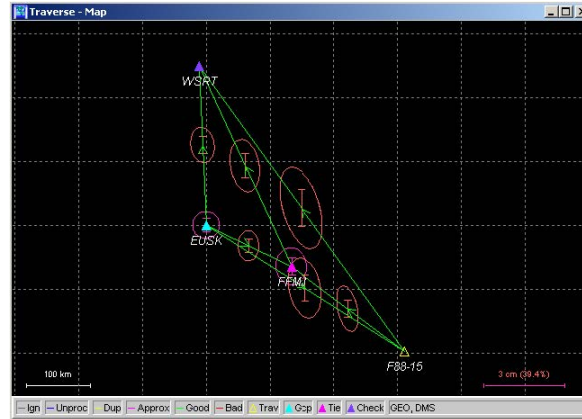 Traverse - Map
WSRT
EUSK
FFMJ
F88-15
100 km
3 cm (39.4%)
Ign Unproc Dup Approx Good Bad Trav Gcp Tie Check GEO, DMS